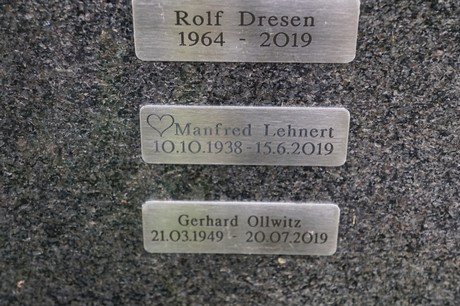 Rolf Dresen
1964 - 2019
Manfred Lehnert
10.10.1938-15.6.2019
Gerhard Ollwitz
21.03.1949 - 20.07.2019